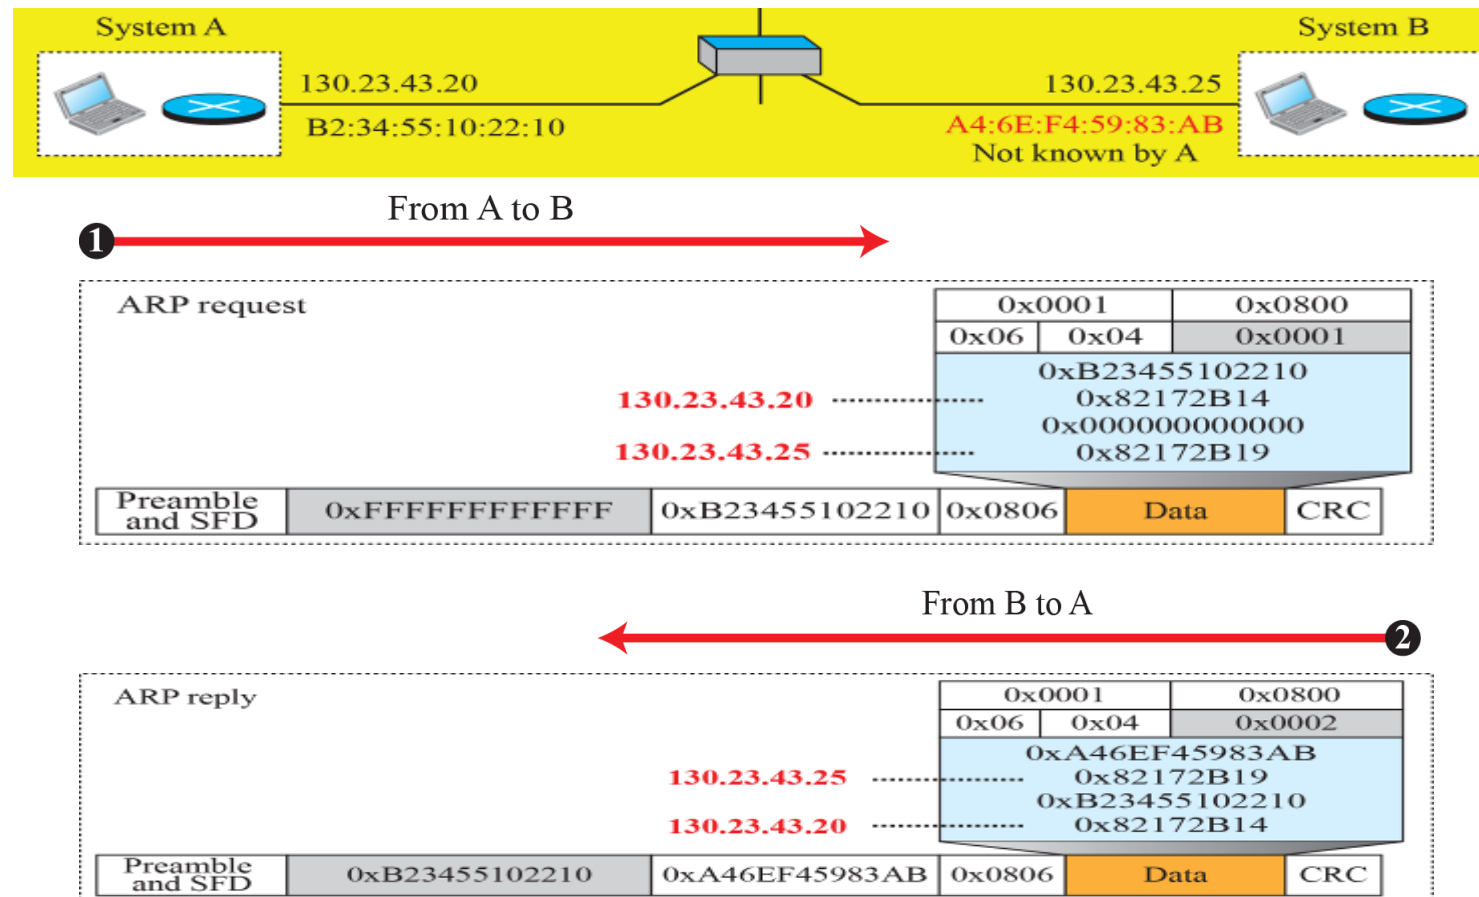 System A
System B
130.23.43.20
130.23.43.25
B2:34:55:10:22:10
A4:6E:F4:59:83:AB
Not known by A
From A to B
1
ARP request
0x0001 0x0800
0x06 0x04 0x0001
0xB23455102210
130.23.43.20 0x82172B14
0x000000000000
130.23.43.25 0x82172B19
Preamble
and SFD
0xFFFFFFFFFFFF 0xB23455102210 0x0806 Data CRC
From B to A
2
ARP reply
0x0001 0x0800
0x06 0x04 0x0002
0xA46EF45983AB
130.23.43.25 0x82172B19
0xB23455102210
130.23.43.20 0x82172B14
Preamble
and SFD
0xB23455102210 0xA46EF45983AB 0x0806 Data CRC